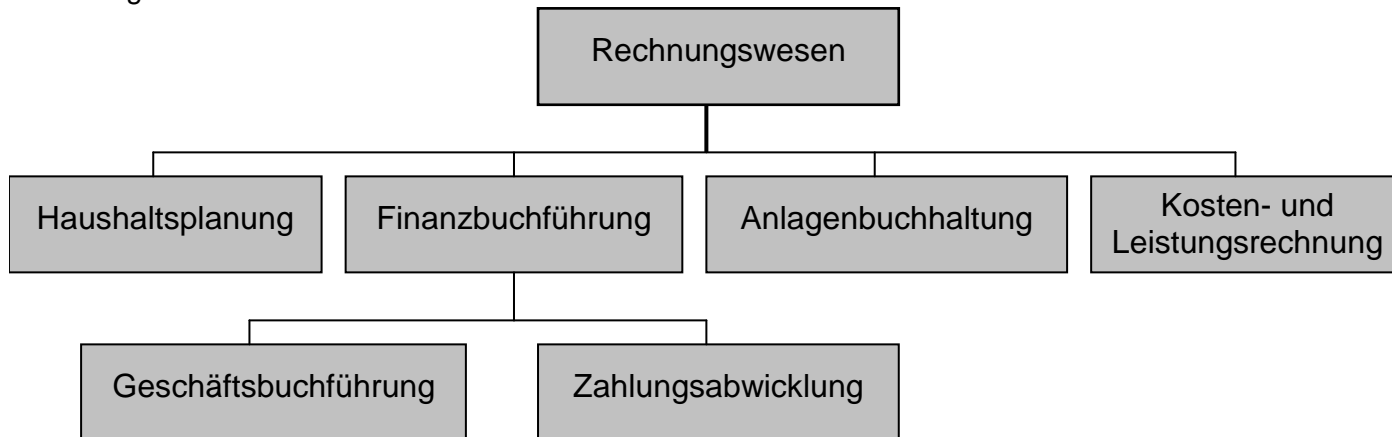 Rechnungswesen
Haushaltsplanung
Finanzbuchführung
Anlagenbuchhaltung
Kosten- und
Leistungsrechnung
Geschäftsbuchführung
Zahlungsabwicklung